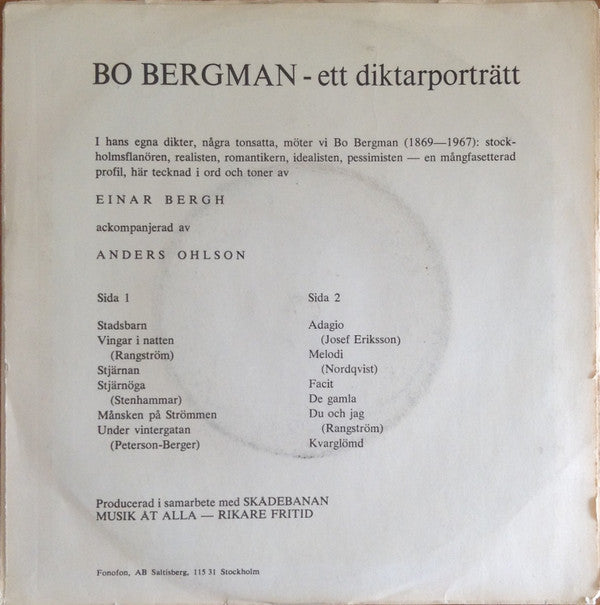 BO BERGMAN - ett diktarporträtt
I hans egna dikter, några tonsatta, möter vi Bo Bergman (1869—1967): stock-
holmsflanören, realisten, romantikern, idealisten, pessimisten — en mångfasetterad
profil, här tecknad i ord och toner av
EINAR BERGH
ackompanjerad av
ANDERS OHLSON
Sida 1
Stadsbarn
Vingar i natten
(Rangström)
Stjärnan
Stjärnöga
(Stenhammar)
Månsken på Strömmen
Under vintergatan
(Peterson-Berger)
Sida 2
Adagio
(Josef Eriksson)
Melodi
(Nordqvist)
Facit
De gamla
Du och jag
(Rangström)
Kvarglömd
Producerad i samarbete med SKÅDEBANAN
MUSIK ÅT ALLA — RIKARE FRITID
Fonofon, AB Saltisberg, 115 31 Stockholm